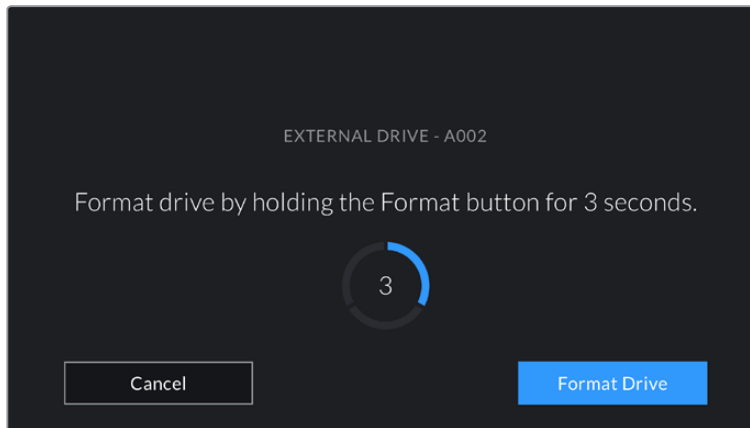 EXTERNAL DRIVE - A002
Format drive by holding the Format button for 3 seconds.
3
Cancel
Format Drive